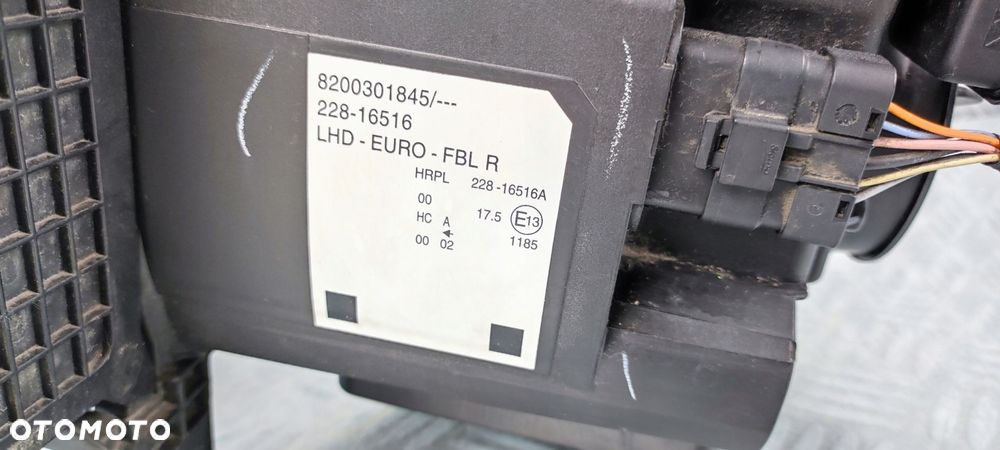 8200301845/---
228-16516
LHD - EURO - FBL R
HRPL 228 -16516A
00
HC A 17.5 E13
00 02 1185
OTOMOTO